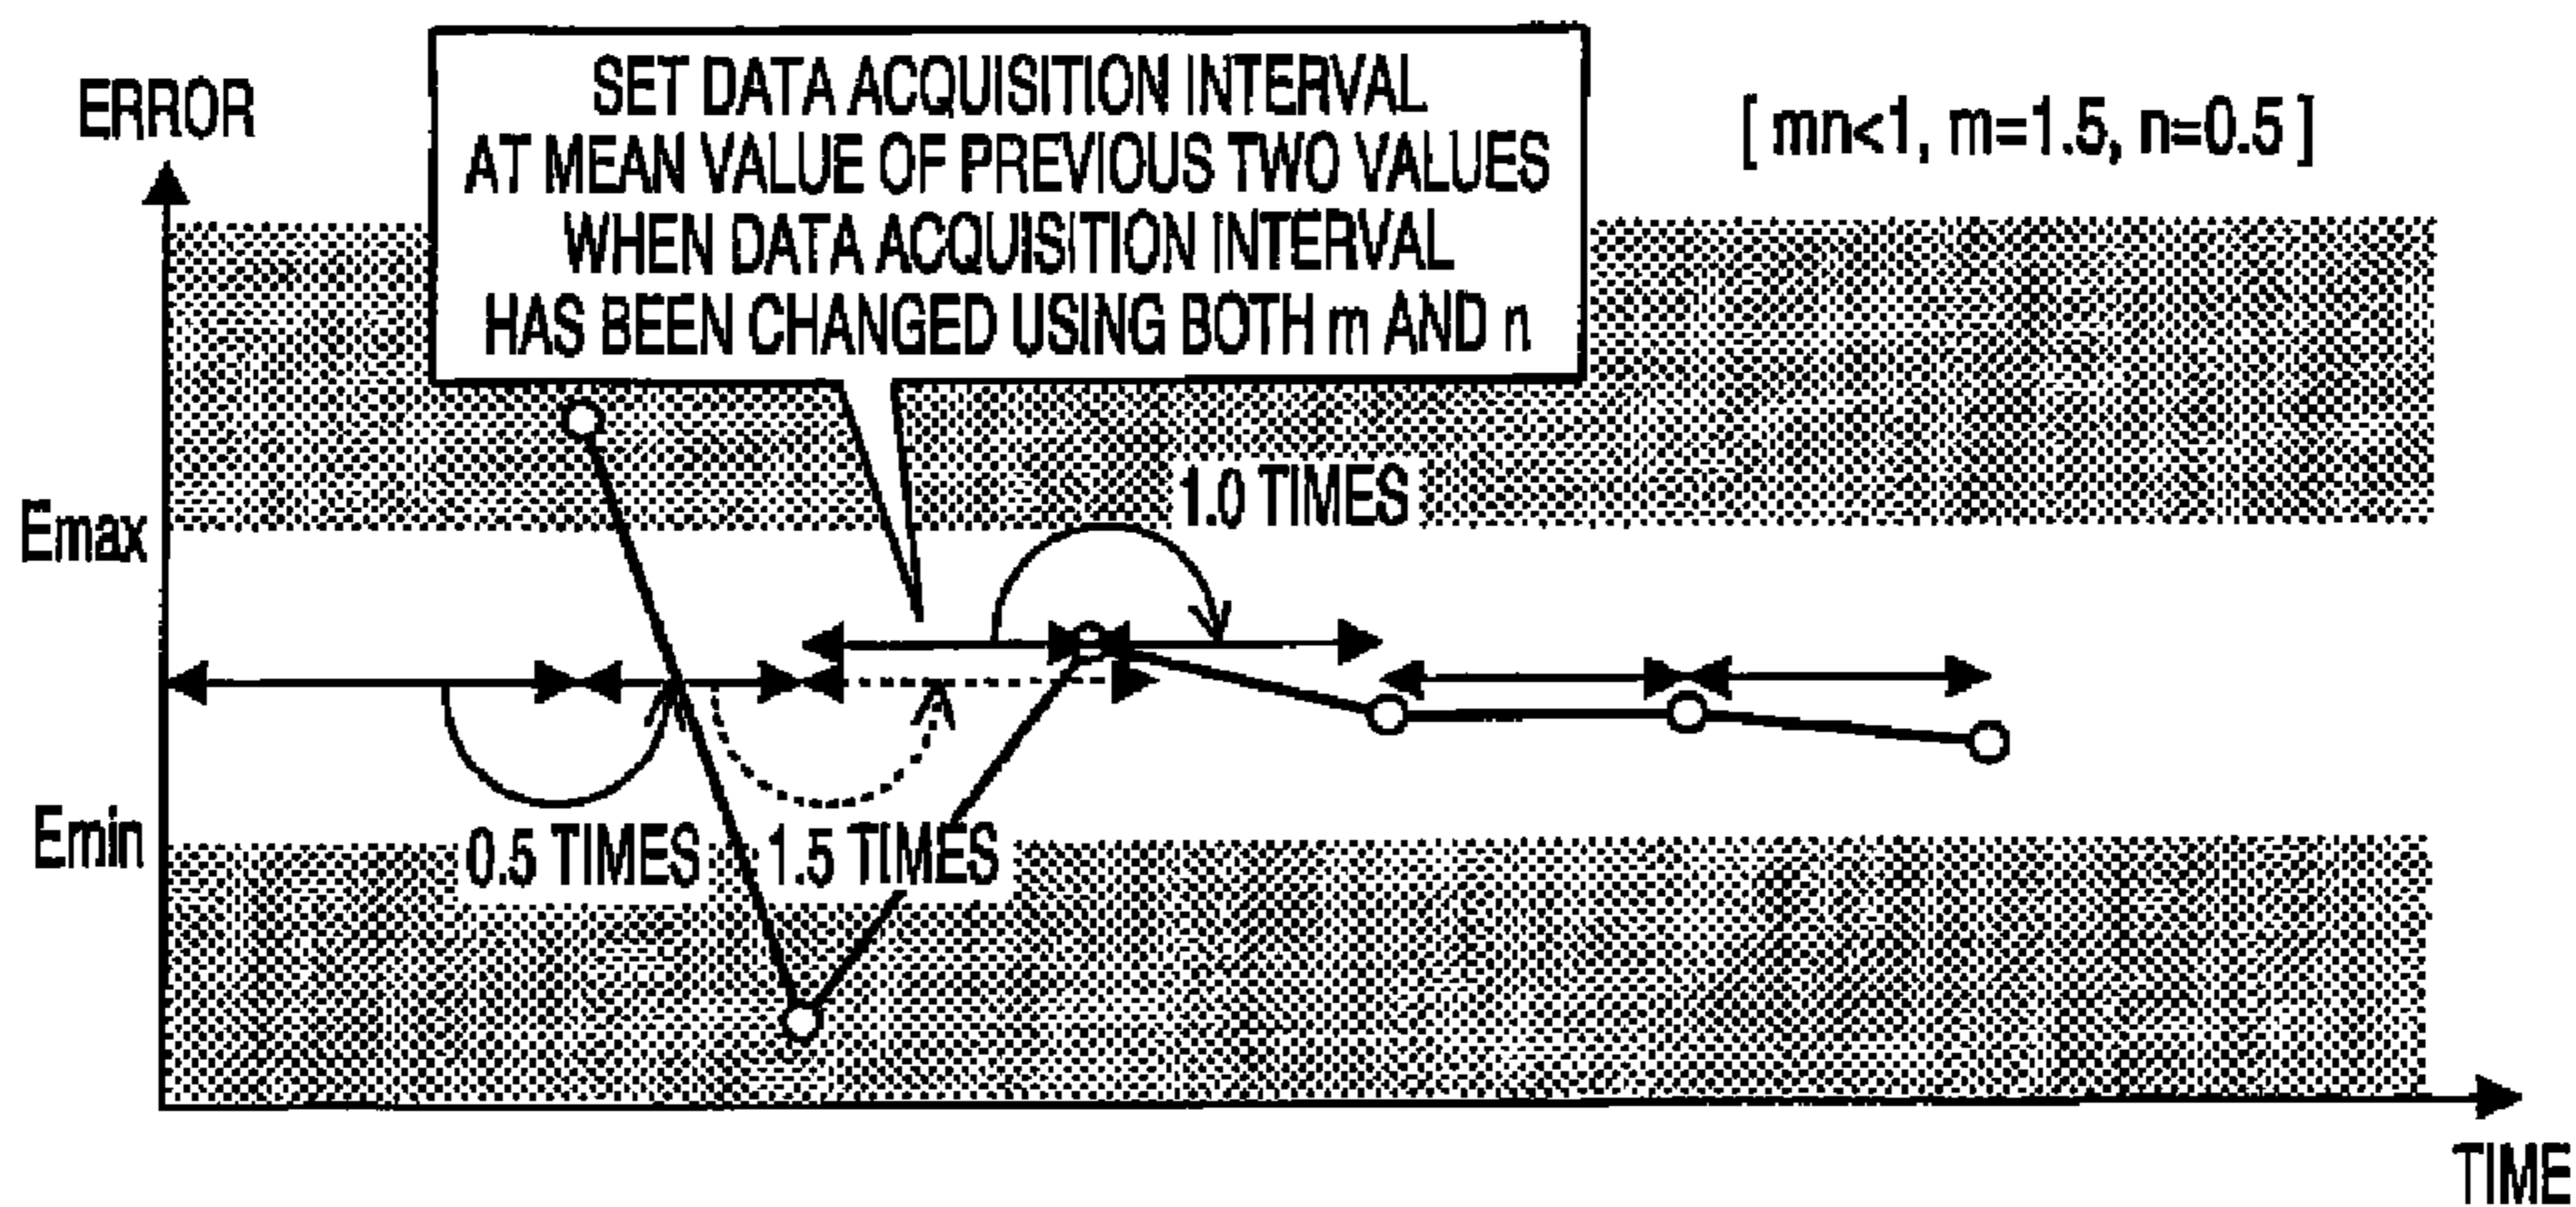 ERROR
SET DATA ACQUISITION INTERVAL
AT MEAN VALUE OF PREVIOUS TWO VALUES
WHEN DATA ACQUISITION INTERVAL
HAS BEEN CHANGED USING BOTH m AND n
[ mn<1, m=1.5, n=0.5 ]
1.0 TIMES
Emax
Emin
0.5 TIMES
1.5 TIMES
TIME